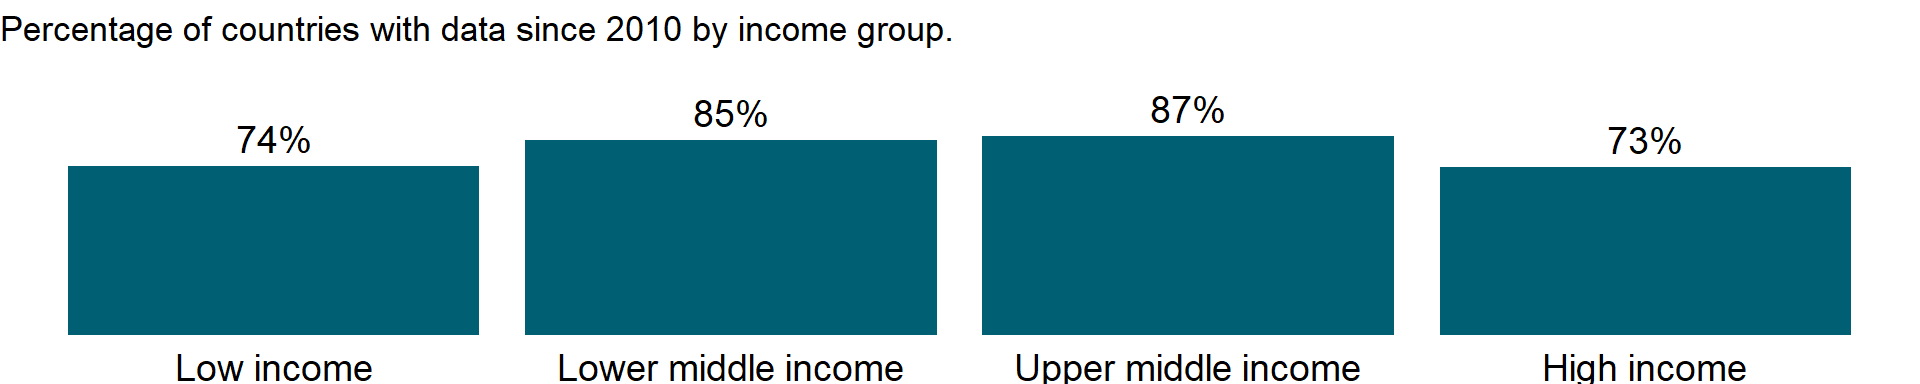 Percentage of countries with data since 2010 by income group.
74%
85%
87%
73%
Low income
Lower middle income
Upper middle income
High income